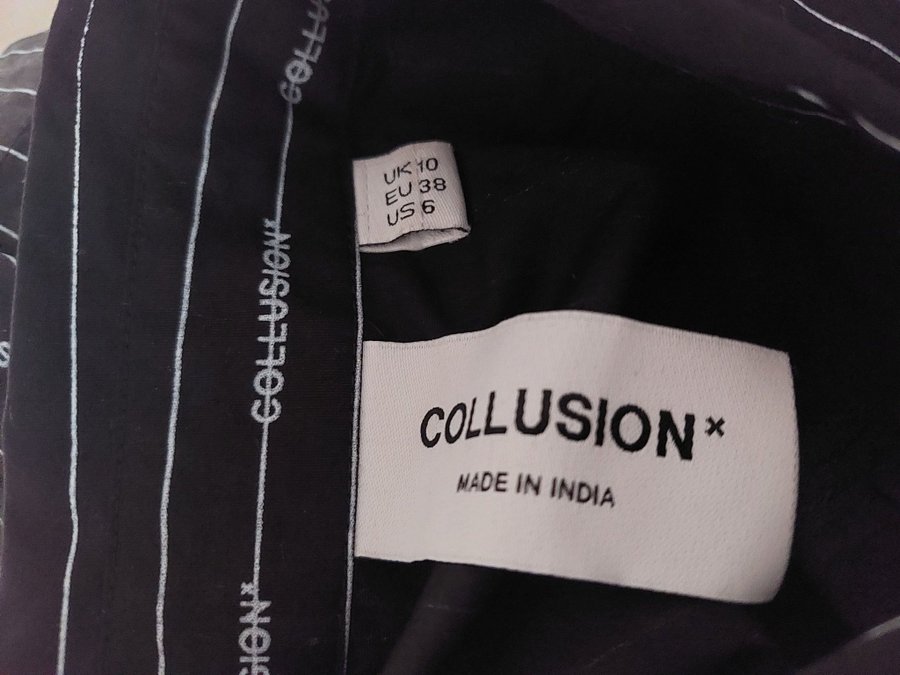 COLLUSION
UK 10
EU 38
US 6
COLLUSION×
COLLUSION×
MADE IN INDIA